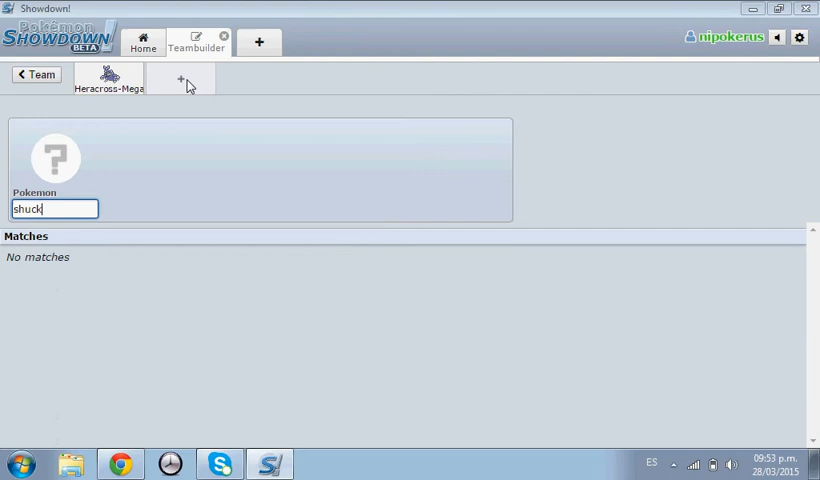 Showdown!
Pokémon
SHOWDOWN!
BETA
Home
Teambuilder
+
nipokerus
Team
Heracross-Mega
+
?
Pokemon
shuck
Matches
No matches
ES
09:53 p.m.
28/03/2015